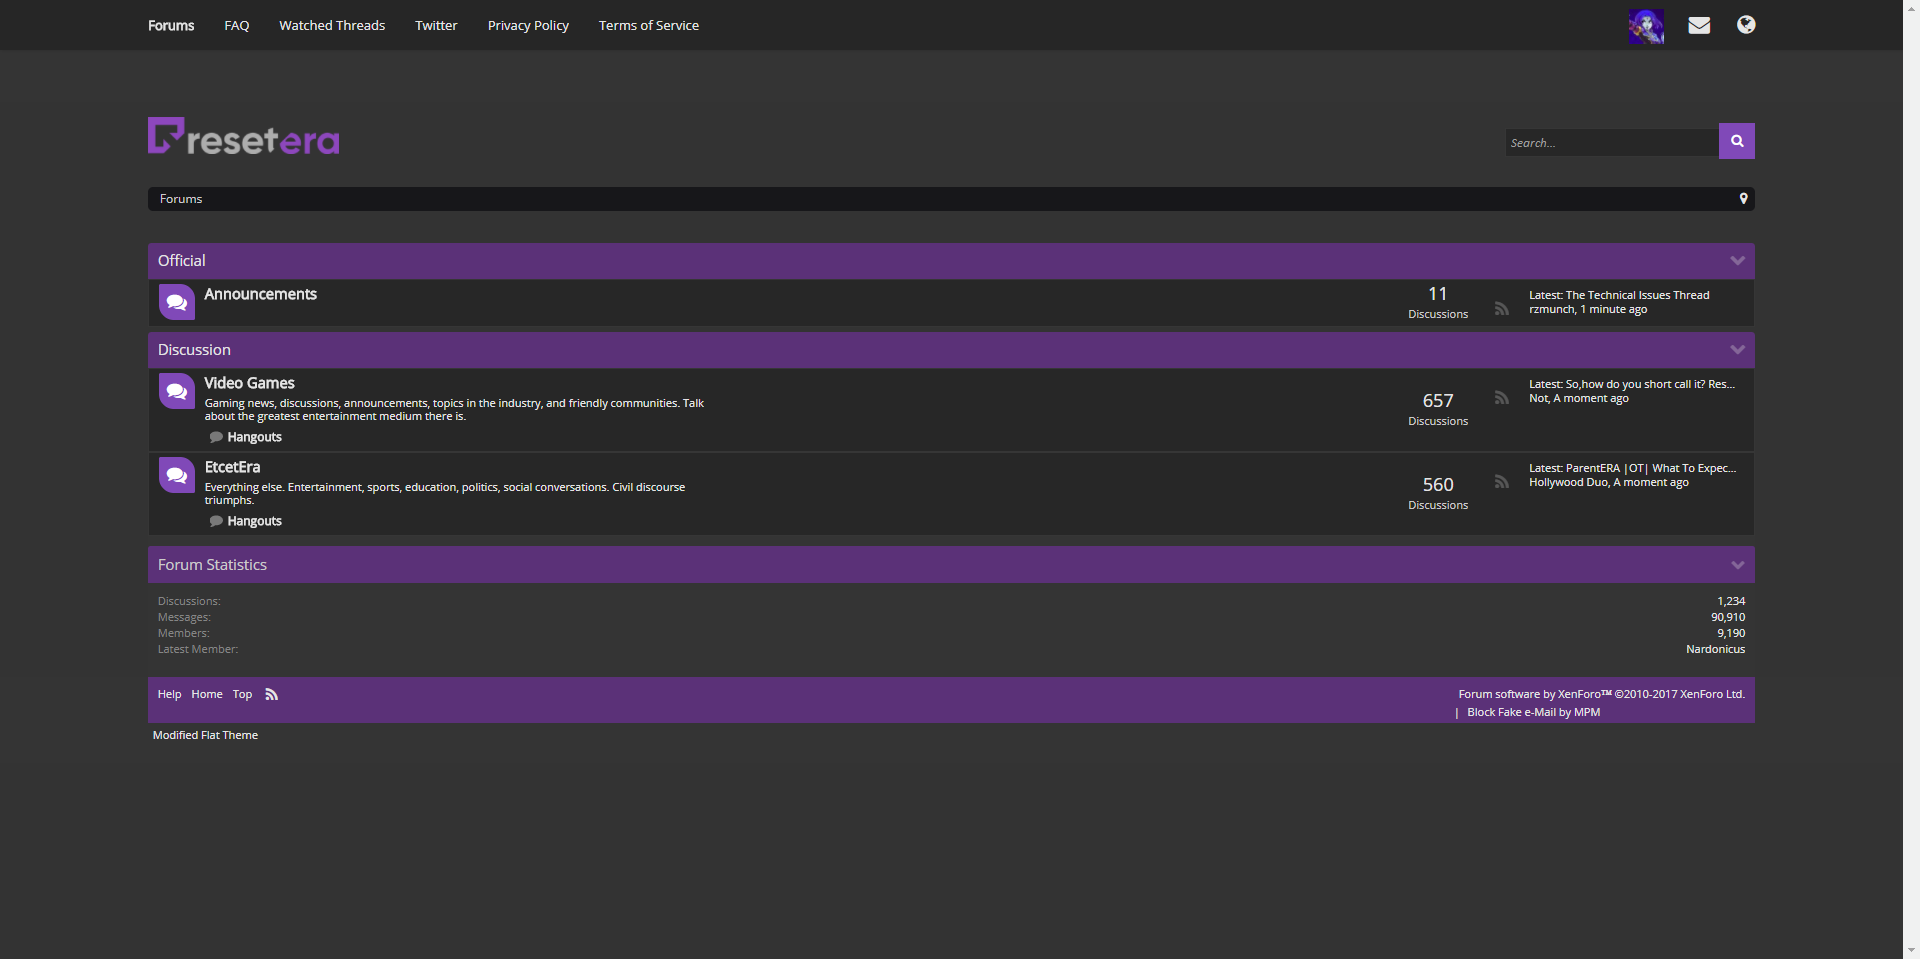 Forums FAQ Watched Threads Twitter Privacy Policy Terms of Service
resetera
Search...
Forums
Official
Announcements
11
Discussions
Latest: The Technical Issues Thread
rzmunch, 1 minute ago
Discussion
Video Games
Gaming news, discussions, announcements, topics in the industry, and friendly communities. Talk
about the greatest entertainment medium there is.
Hangouts
657
Discussions
Latest: So,how do you short call it? Res...
Not, A moment ago
EtcetEra
Everything else. Entertainment, sports, education, politics, social conversations. Civil discourse
triumphs.
Hangouts
560
Discussions
Latest: ParentERA |OT| What To Expec...
Hollywood Duo, A moment ago
Forum Statistics
Discussions: 1,234
Messages: 90,910
Members: 9,190
Latest Member: Nardonicus
Help Home Top
Forum software by XenForo™ ©2010-2017 XenForo Ltd.
| Block Fake e-Mail by MPM
Modified Flat Theme